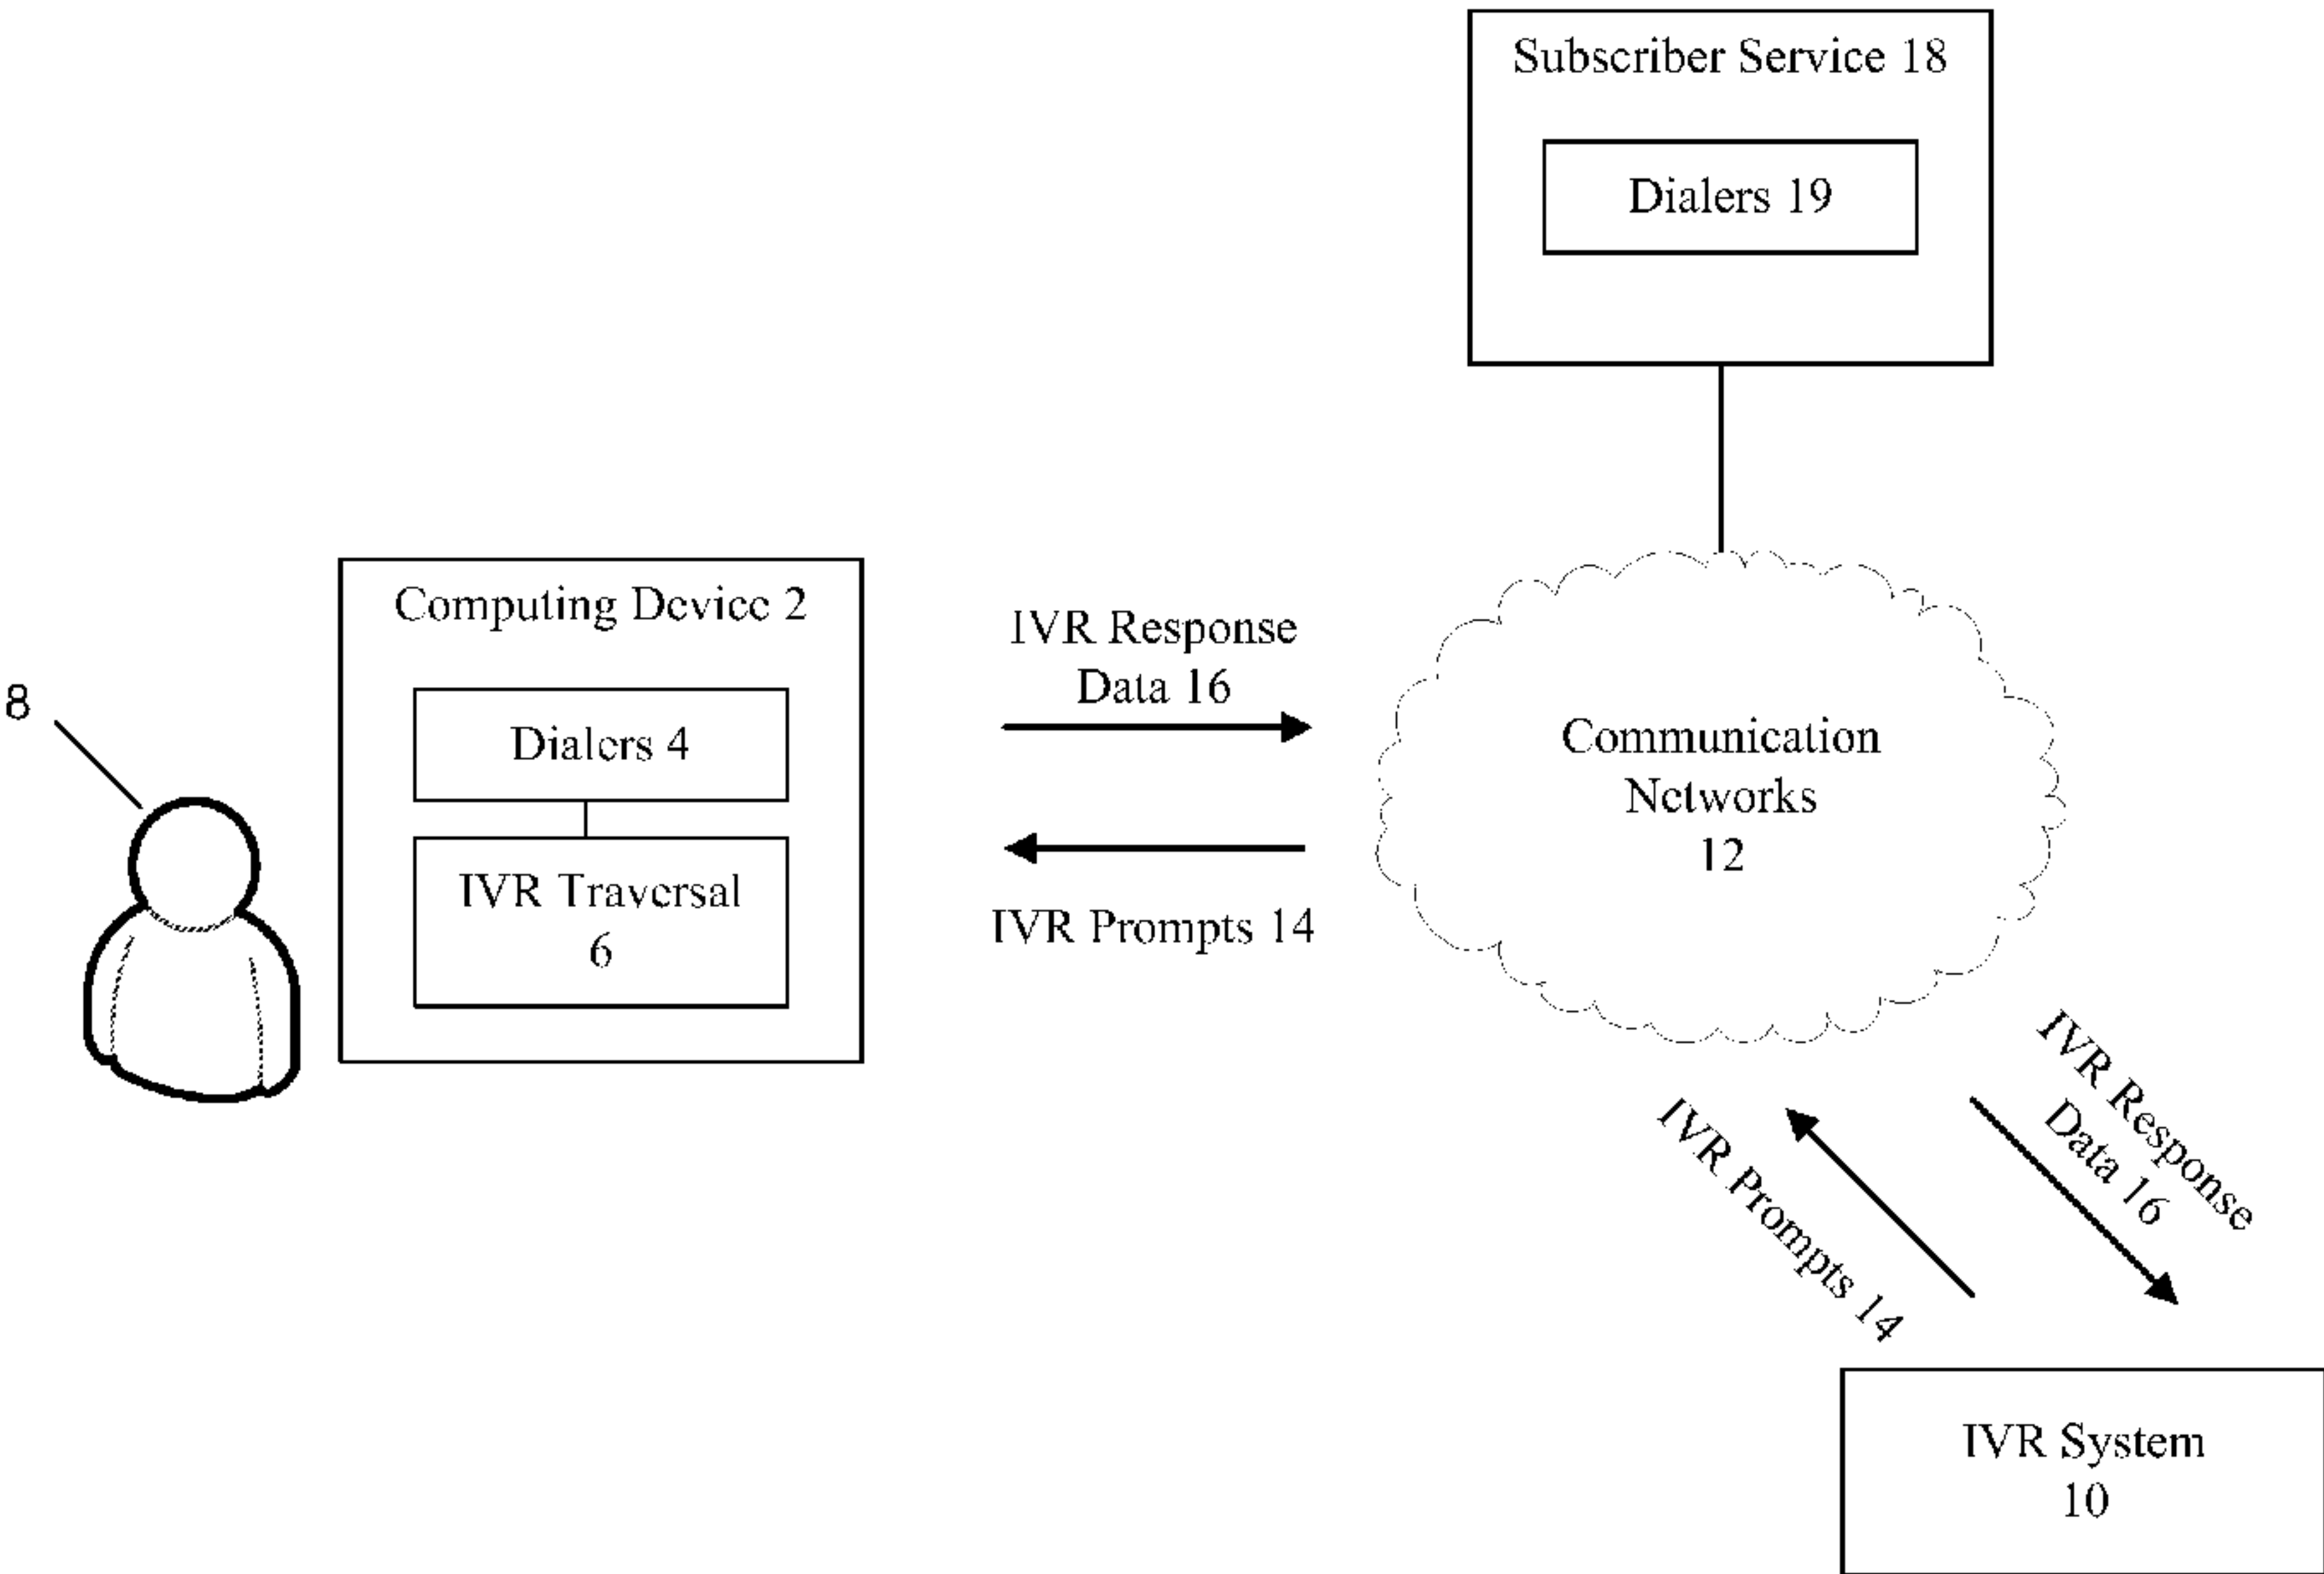 Subscriber Service 18
Dialers 19
Computing Device 2
Dialers 4
IVR Traversal
6
8
IVR Response
Data 16
IVR Prompts 14
Communication
Networks
12
IVR Response
Data 16
IVR Prompts 14
IVR System
10